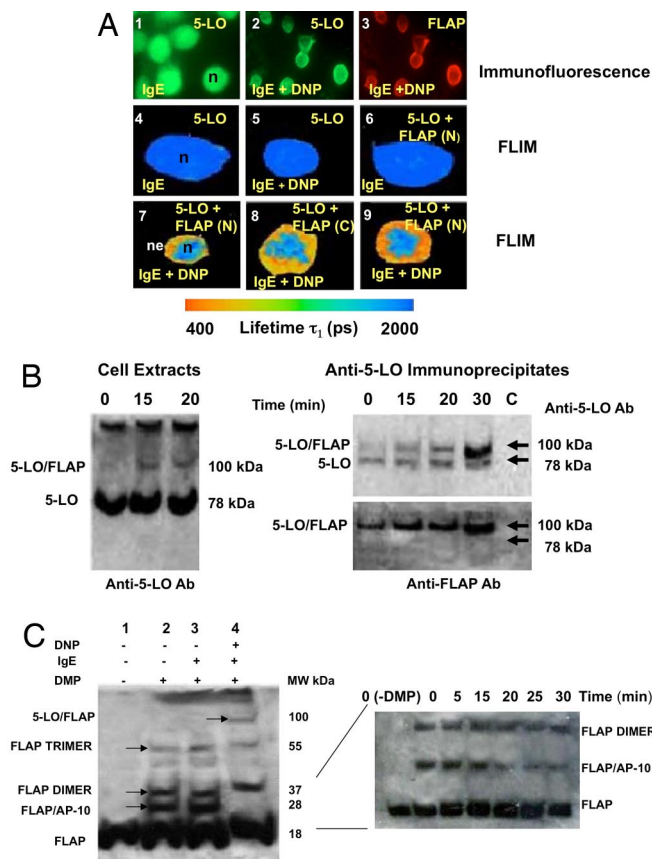 A
1 5-LO 2 5-LO 3 FLAP
n
IgE IgE + DNP IgE +DNP
Immunofluorescence
4 5-LO 5 5-LO 6 5-LO +
FLAP (N)
n
IgE IgE + DNP IgE
FLIM
7 5-LO + 8 5-LO + 9 5-LO +
FLAP (N) FLAP (C) FLAP (N)
ne n
IgE + DNP IgE + DNP IgE + DNP
FLIM
400 Lifetime τ1 (ps) 2000
B
Cell Extracts
0 15 20
5-LO/FLAP 100 kDa
5-LO 78 kDa
Anti-5-LO Ab
Anti-5-LO Immunoprecipitates
Time (min) 0 15 20 30 C Anti-5-LO Ab
5-LO/FLAP 100 kDa
5-LO 78 kDa
5-LO/FLAP 100 kDa
78 kDa
Anti-FLAP Ab
C
1 2 3 4
DNP - - - +
IgE - - + +
DMP - + + + MW kDa
5-LO/FLAP 100
FLAP TRIMER 55
FLAP DIMER 37
FLAP/AP-10 28
FLAP 18
0 (-DMP) 0 5 15 20 25 30 Time (min)
FLAP DIMER
FLAP/AP-10
FLAP